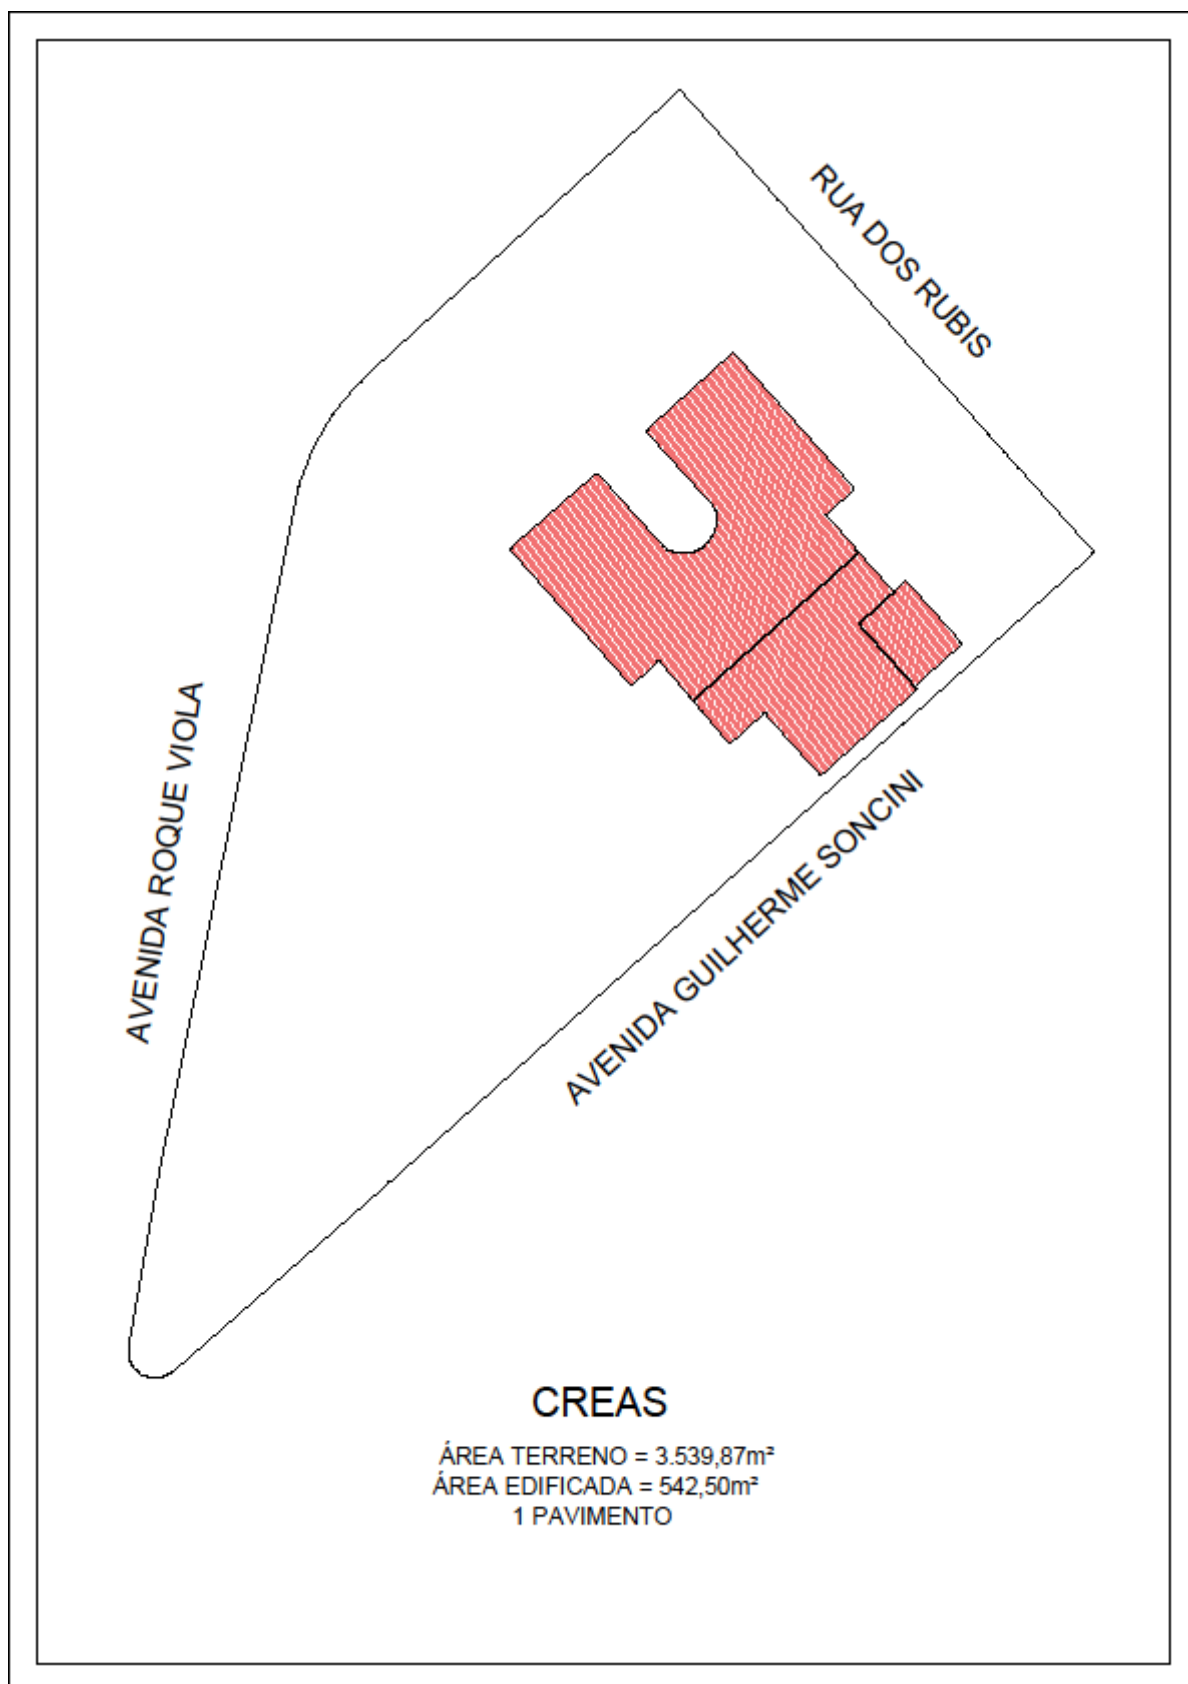 RUA DOS RUBIS
AVENIDA ROQUE VIOLA
AVENIDA GUILHERME SONCINI
CREAS
ÁREA TERRENO = 3.539,87m²
ÁREA EDIFICADA = 542,50m²
1 PAVIMENTO